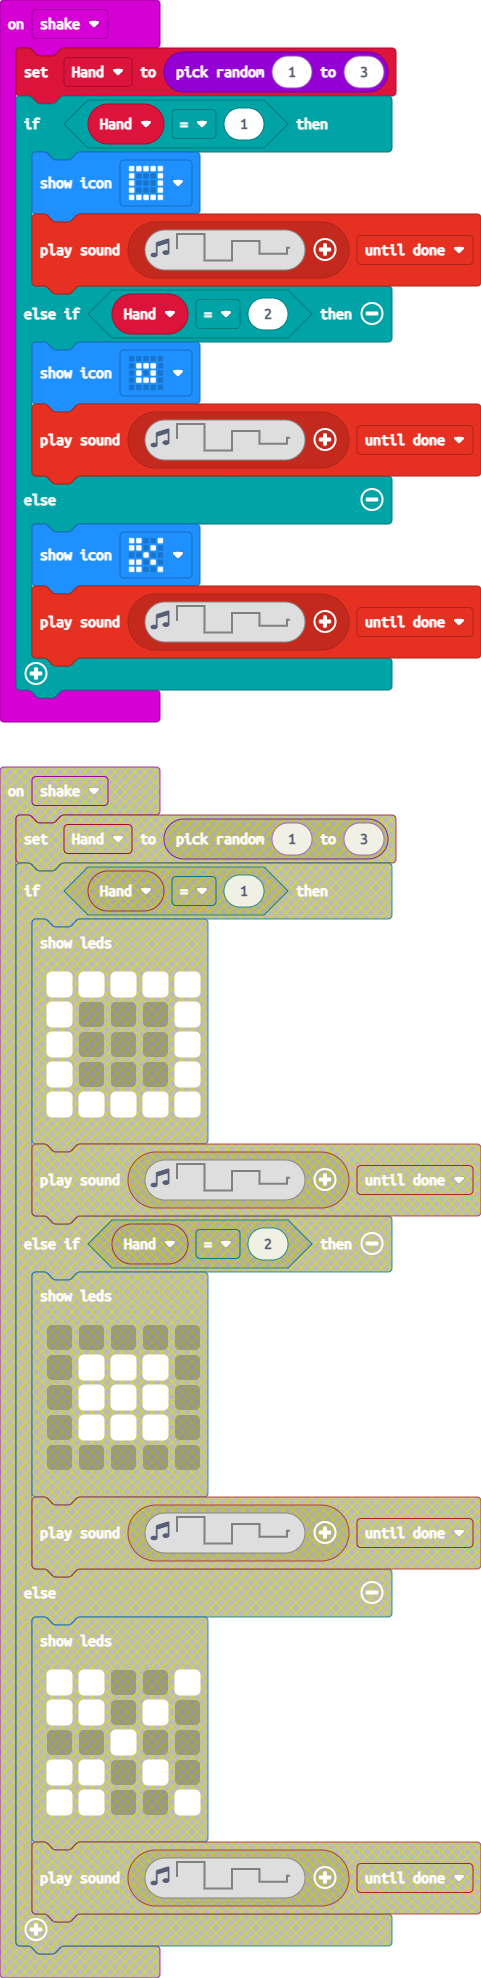 on shake
set Hand to pick random 1 to 3
if Hand = 1 then
show icon
play sound until done
else if Hand = 2 then
show icon
play sound until done
else
show icon
play sound until done
on shake
set Hand to pick random 1 to 3
if Hand = 1 then
show leds
play sound until done
else if Hand = 2 then
show leds
play sound until done
else
show leds
play sound until done